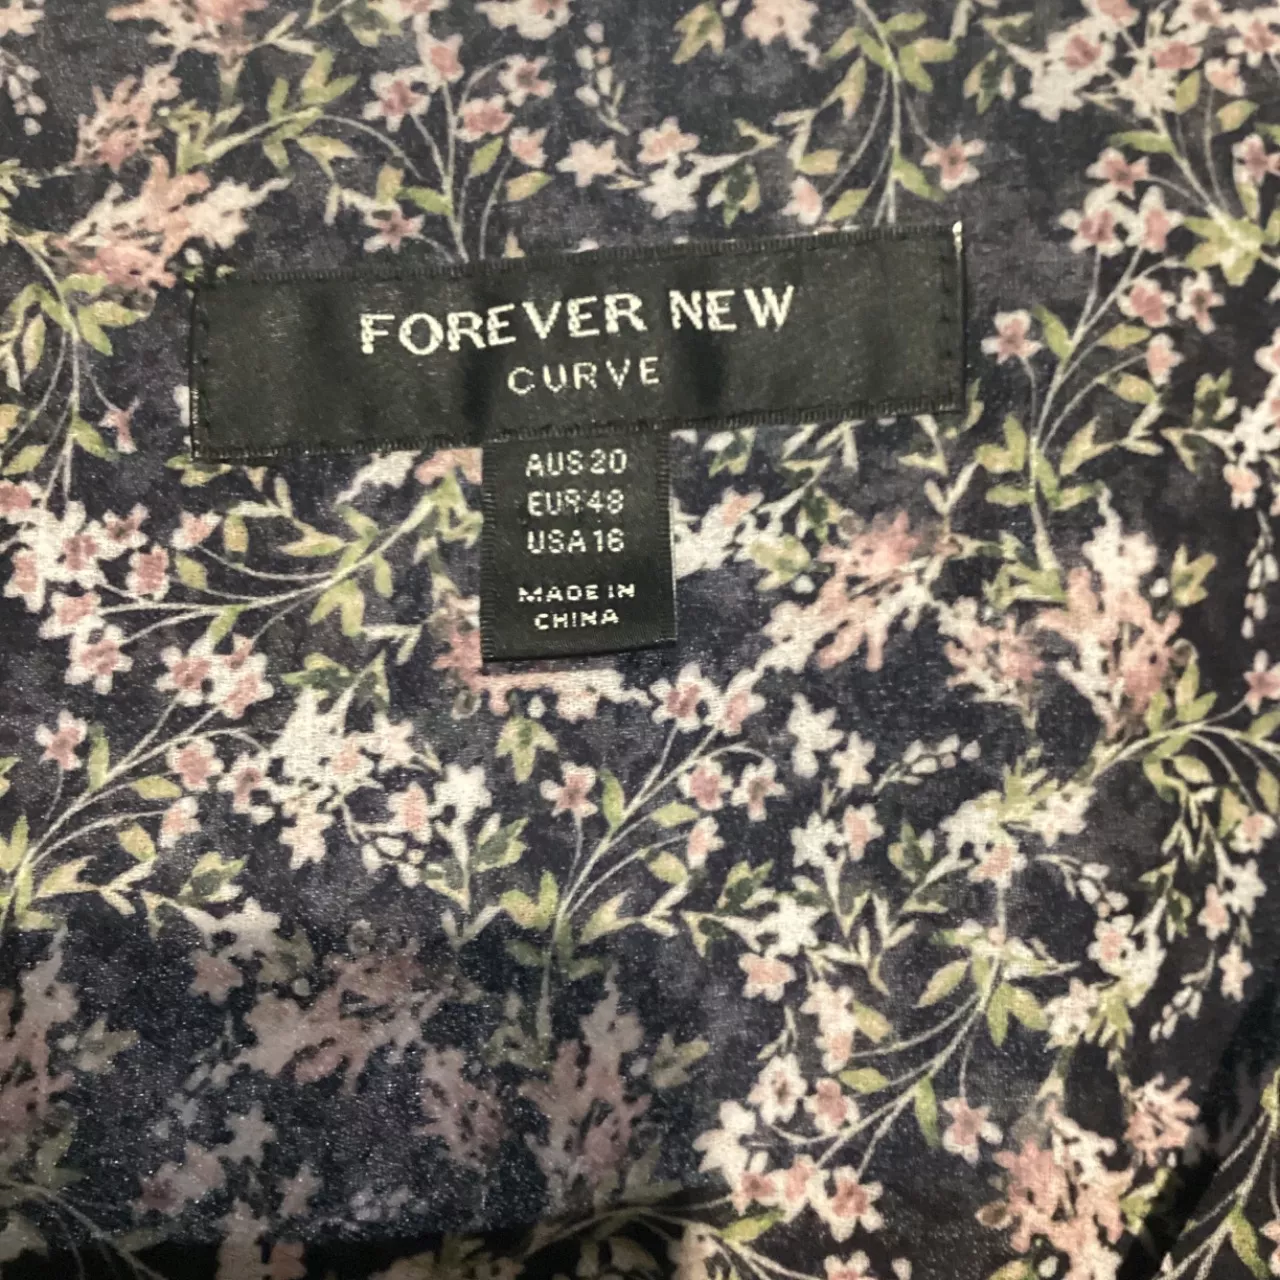 FOREVER NEW
CURVE
AUS 20
EUR 48
USA 16
MADE IN
CHINA